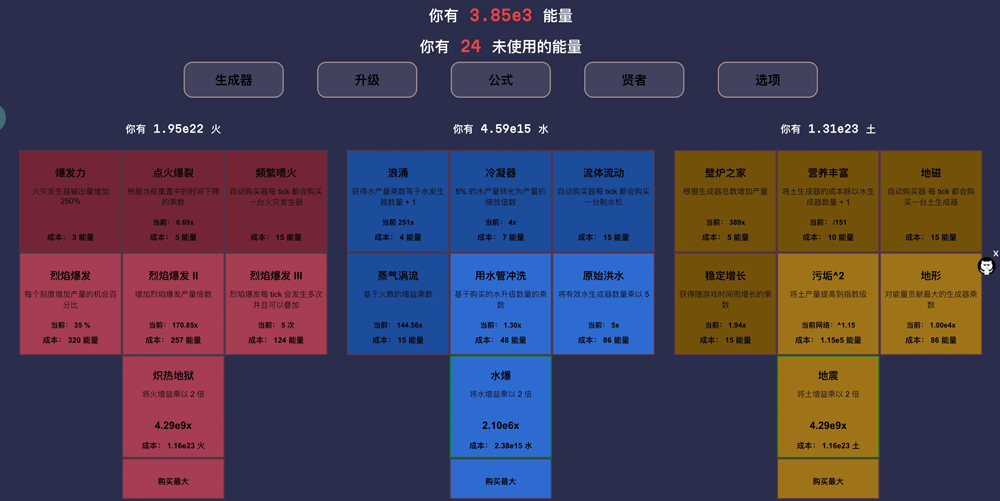 你有 3.85e3 能量
你有 24 未使用的能量
生成器
升级
公式
贤者
选项
你有 1.95e22 火
你有 4.59e15 水
你有 1.31e23 土
爆发力
火灾发生器输出量增加
250%
成本： 3 能量
点火爆裂
根据当前重置中的时间下降
的乘数
当前： 0.69x
成本： 5 能量
频繁喷火
自动购买器每 tick 都会购买
一台火灾发生器
成本： 15 能量
浪涌
获得水产量乘数等于水发生
器数量 + 1
当前 251x
成本： 4 能量
冷凝器
5% 的水产量转化为产量的
缩放倍数
当前： 4x
成本： 7 能量
流体流动
自动购买器每 tick 都会购买
一台制水机
成本： 15 能量
壁炉之家
根据生成器总数增加产量
当前： 389x
成本： 5 能量
营养丰富
将土生成器的成本除以水生
成器数量 + 1
当前： /151
成本： 10 能量
地磁
自动购买器 每 tick 都会购
买一台土生成器
成本： 15 能量
烈焰爆发
每个刻度增加产量的机会百
分比
当前： 35 %
成本： 320 能量
烈焰爆发 II
增加烈焰爆发产量倍数
当前： 170.85x
成本： 257 能量
烈焰爆发 III
烈焰爆发每 tick 会发生多次
并且可以叠加
当前： 5 次
成本： 124 能量
蒸气涡流
基于火数的增益乘数
当前： 144.56x
成本： 15 能量
用水管冲洗
基于购买的水升级数量的乘
数
当前： 1.30x
成本： 48 能量
原始洪水
将有效水生成器数量乘以 5
当前： 5x
成本： 86 能量
稳定增长
获得随游戏时间而增长的乘
数
当前： 1.94x
成本： 15 能量
污垢^2
将土产量提高到指数级
当前网络： ^1.15
成本： 1.15e5 能量
地形
对能量贡献最大的生成器乘
数
当前： 1.00e4x
成本： 86 能量
x
炽热地狱
将火增益乘以 2 倍
4.29e9x
成本： 1.16e23 火
购买最大
水爆
将水增益乘以 2 倍
2.10e6x
成本： 2.38e15 水
购买最大
地震
将土增益乘以 2 倍
4.29e9x
成本： 1.16e23 土
购买最大